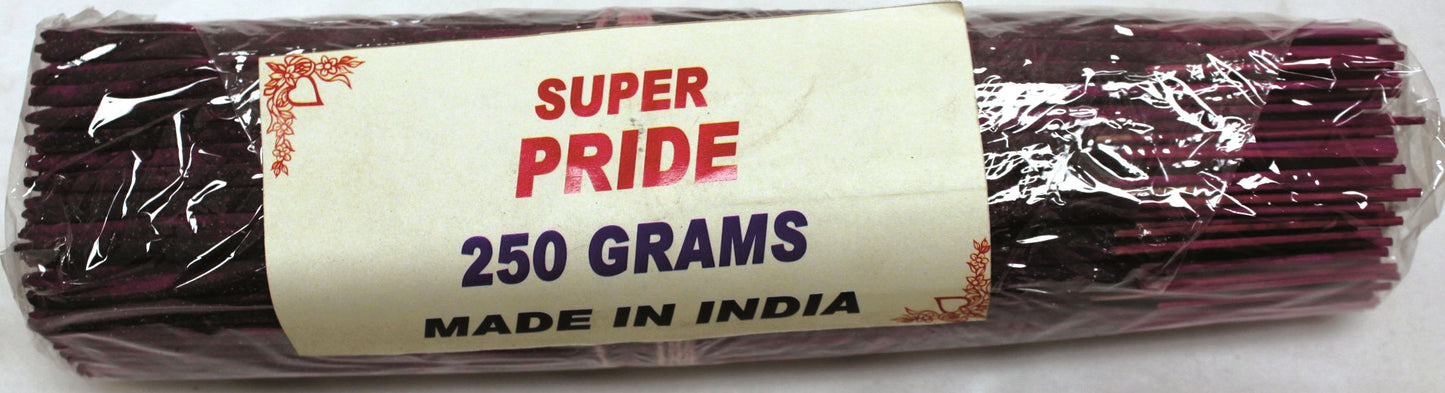 SUPER
PRIDE
250 GRAMS
MADE IN INDIA